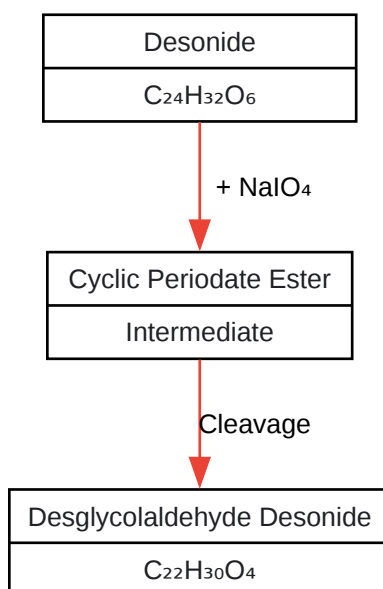 Desonide
C₂₄H₃₂O₆
+ NaIO₄
Cyclic Periodate Ester
Intermediate
Cleavage
Desglycolaldehyde Desonide
C₂₂H₃₀O₄